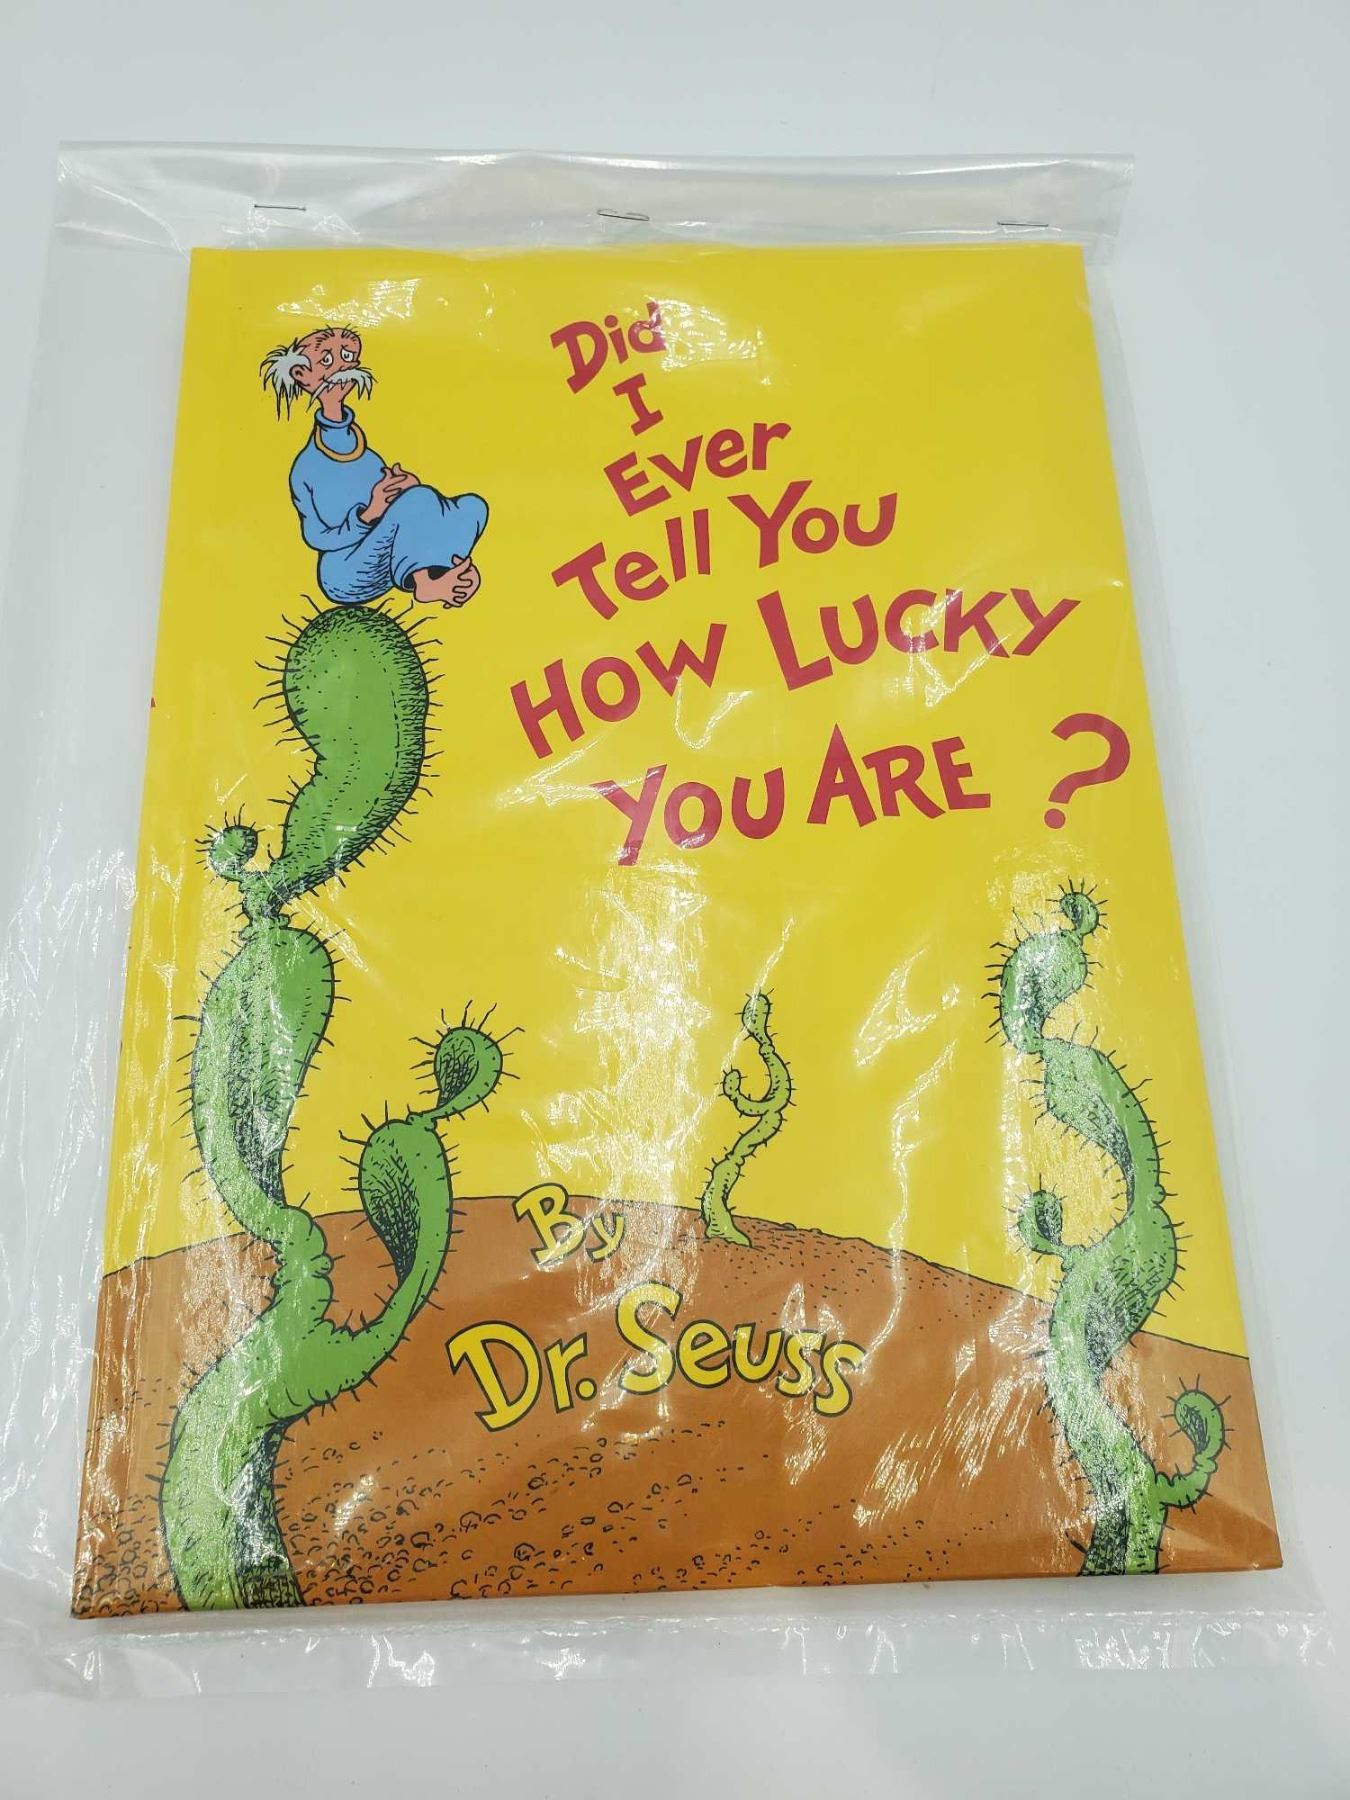 Did
I
Ever
Tell You
How Lucky
You Are?
By
Dr. Seuss